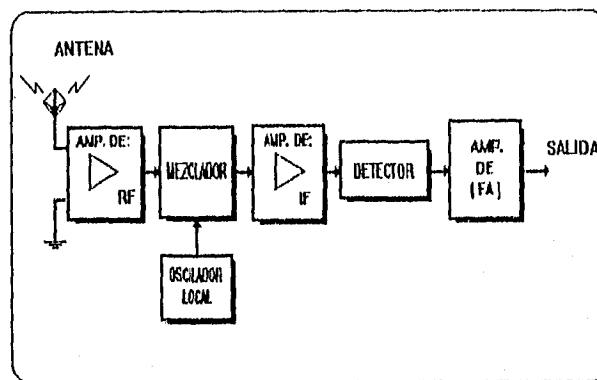 ANTENA
AMP. DE:
RF
MEZCLADOR
AMP. DE:
IF
DETECTOR
AMP.
DE
(FA)
SALIDA
OSCILADOR
LOCAL